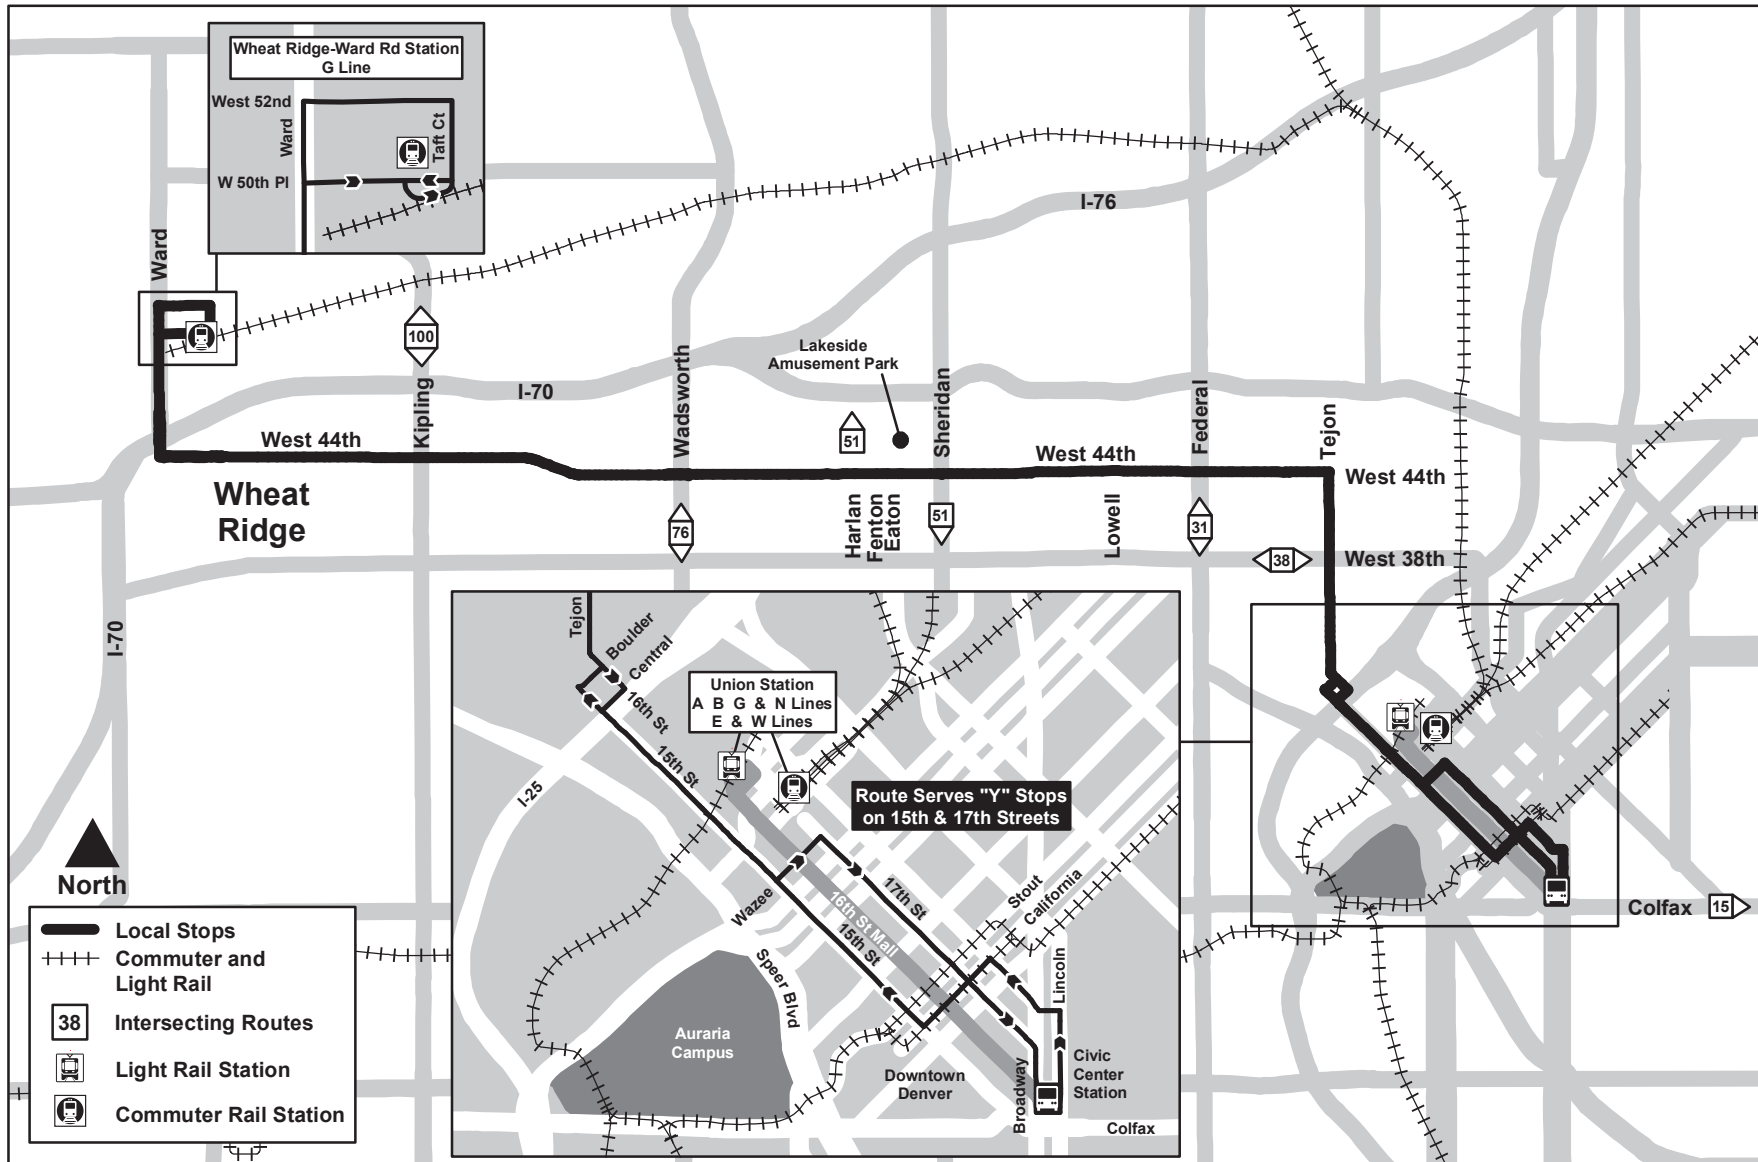 Wheat Ridge-Ward Rd Station
G Line
West 52nd
Ward
Taft Ct
W 50th Pl
Ward
I-76
100
Kipling
I-70
Wadsworth
Lakeside
Amusement Park
51
Sheridan
Federal
Tejon
West 44th
West 44th
West 44th
Wheat
Ridge
76
Harlan
Fenton
Eaton
51
Lowell
31
38
West 38th
I-70
Tejon
Boulder
Central
16th St
15th St
I-25
Union Station
A B G & N Lines
E & W Lines
Route Serves "Y" Stops
on 15th & 17th Streets
Wazee
17th St
16th St Mall
15th St
Stout
California
Speer Blvd
Lincoln
Auraria
Campus
Downtown
Denver
Broadway
Civic
Center
Station
Colfax
Colfax
15
North
Local Stops
Commuter and
Light Rail
38
Intersecting Routes
Light Rail Station
Commuter Rail Station